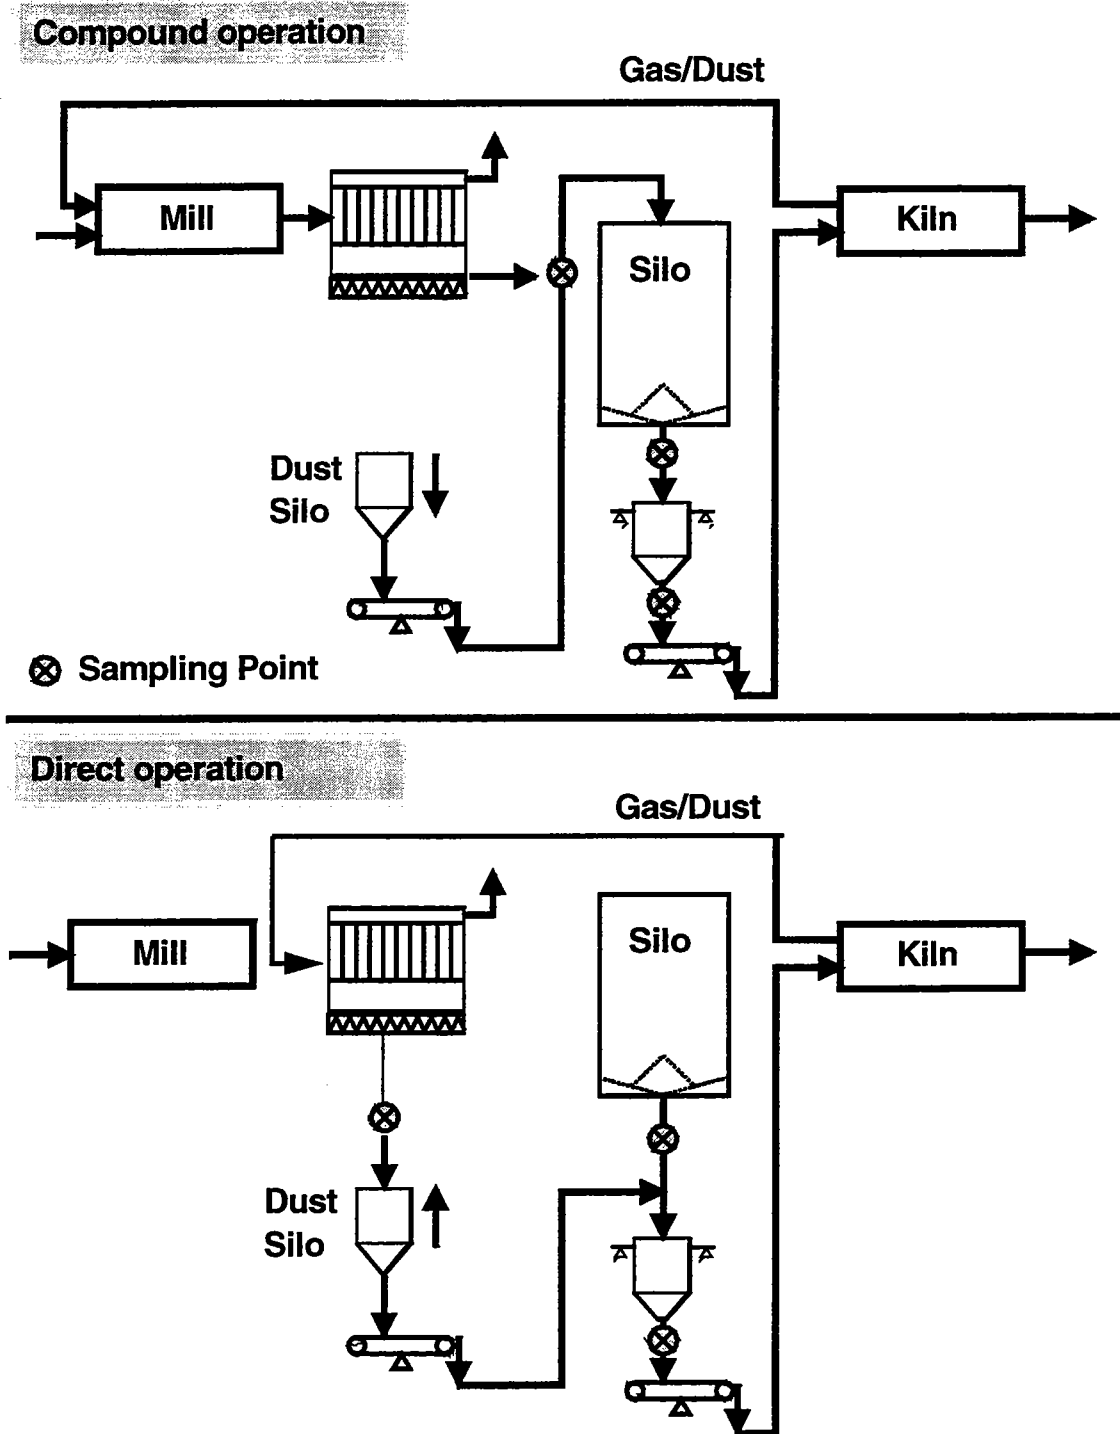 Compound operation
Gas/Dust
Mill
Kiln
Silo
Dust
Silo
Sampling Point
Direct operation
Gas/Dust
Mill
Silo
Kiln
Dust
Silo